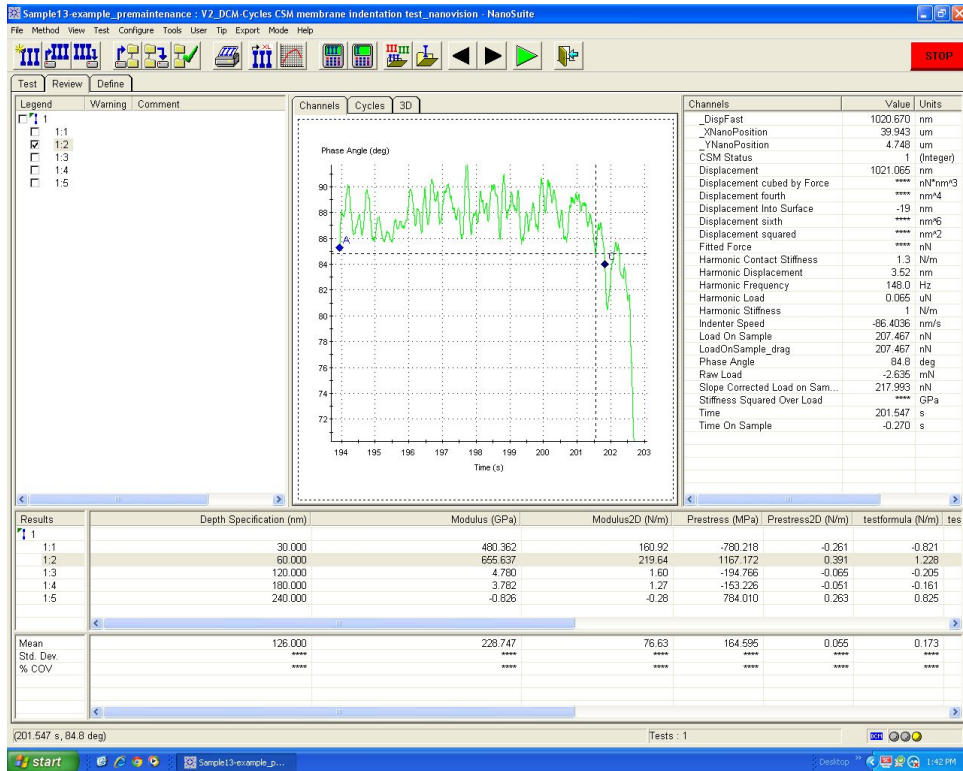 Sample13-example_premaintenance : V2_DCM-Cycles CSM membrane indentation test_nanovision - NanoSuite
File Method View Test Configure Tools User Tip Export Mode Help
XL
STOP
Test Review Define
Legend Warning Comment
1
1:1
1:2
1:3
1:4
1:5
Channels Cycles 3D
Phase Angle (deg)
90
88
86
84
82
80
78
76
74
72
A
194 195 196 197 198 199 200 201 202 203
Time (s)
Channels Value Units
_DispFast 1020.670 nm
_XNanoPosition 39.943 um
_YNanoPosition 4.748 um
CSM Status 1 (Integer)
Displacement 1021.065 nm
Displacement cubed by Force **** nN*nm^3
Displacement fourth **** nm^4
Displacement Into Surface -19 nm
Displacement sixth **** nm^6
Displacement squared **** nm^2
Fitted Force **** nN
Harmonic Contact Stiffness 1.3 N/m
Harmonic Displacement 3.52 nm
Harmonic Frequency 148.0 Hz
Harmonic Load 0.065 uN
Harmonic Stiffness 1 N/m
Indenter Speed -86.4036 nm/s
Load On Sample 207.467 nN
LoadOnSample_drag 207.467 nN
Phase Angle 84.8 deg
Raw Load -2.635 mN
Slope Corrected Load on Sam... 217.993 nN
Stiffness Squared Over Load **** GPa
Time 201.547 s
Time On Sample -0.270 s
Results Depth Specification (nm) Modulus (GPa) Modulus2D (N/m) Prestress (MPa) Prestress2D (N/m) testformula (N/m) tes
1
1:1 30.000 480.362 160.92 -780.218 -0.261 -0.821
1:2 60.000 655.637 219.64 1167.172 0.391 1.228
1:3 120.000 4.780 1.60 -194.766 -0.065 -0.205
1:4 180.000 3.782 1.27 -153.226 -0.051 -0.161
1:5 240.000 -0.826 -0.28 784.010 0.263 0.825
Mean 126.000 228.747 76.63 164.595 0.055 0.173
Std. Dev. **** **** **** **** **** ****
% COV **** **** **** **** **** ****
(201.547 s, 84.8 deg) Tests : 1 DCM
start Sample13-example_p... Desktop 1:42 PM